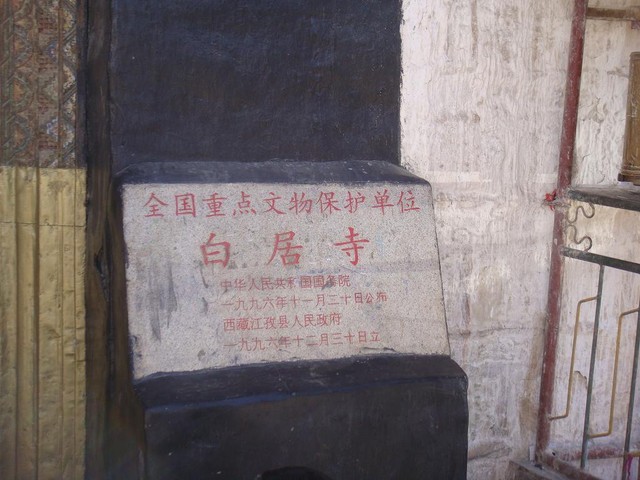 全国重点文物保护单位
白居寺
中华人民共和国国务院
一九九六年十一月二十日公布
西藏江孜县人民政府
一九九六年十二月三十日立